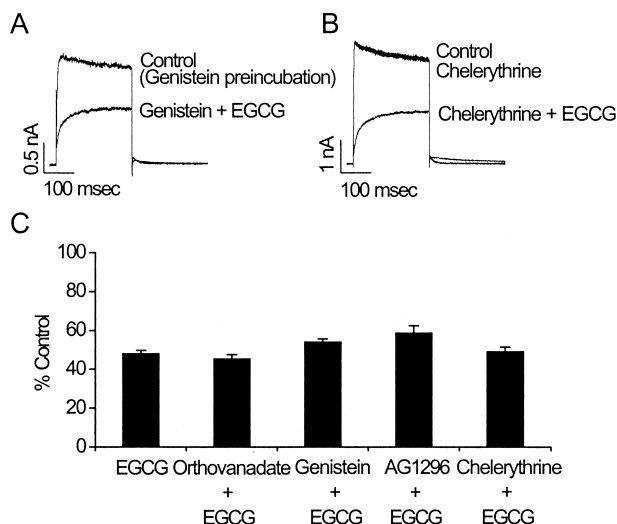 A
Control
(Genistein preincubation)
Genistein + EGCG
0.5 nA
100 msec
B
Control
Chelerythrine
Chelerythrine + EGCG
1 nA
100 msec
C
% Control
100
80
60
40
20
0
EGCG
Orthovanadate
+
EGCG
Genistein
+
EGCG
AG1296
+
EGCG
Chelerythrine
+
EGCG